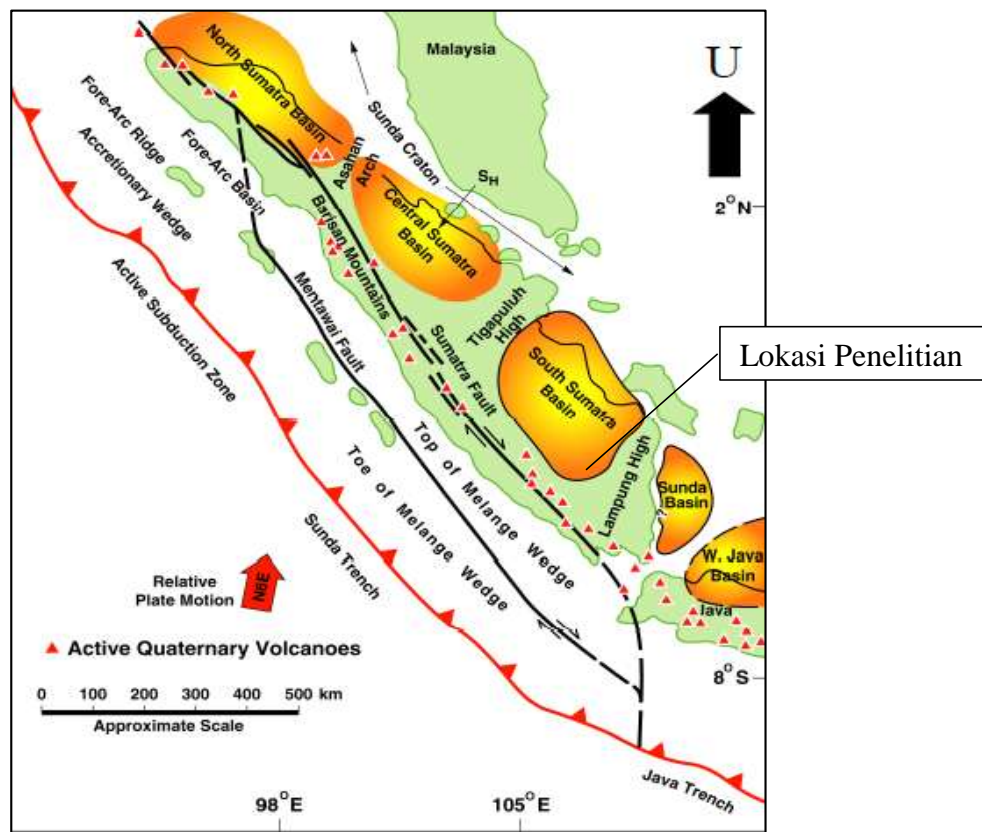 North Sumatra Basin
Malaysia
U
Sunda Craton
Fore-Arc Ridge
Accretionary Wedge
Fore-Arc Basin
Asahan
Arch
S_H
Central Sumatra
Basin
2°N
Barisan Mountains
Active Subduction Zone
Mentawai Fault
Tigapuluh
High
Sumatra Fault
South Sumatra
Basin
Lokasi Penelitian
Top of Melange Wedge
Toe of Melange Wedge
Lampung High
Sunda
Basin
?
W. Java
Basin
Java
Sunda Trench
Relative
Plate Motion
N6E
Active Quaternary Volcanoes
8°S
0 100 200 300 400 500 km
Approximate Scale
Java Trench
98°E
105°E